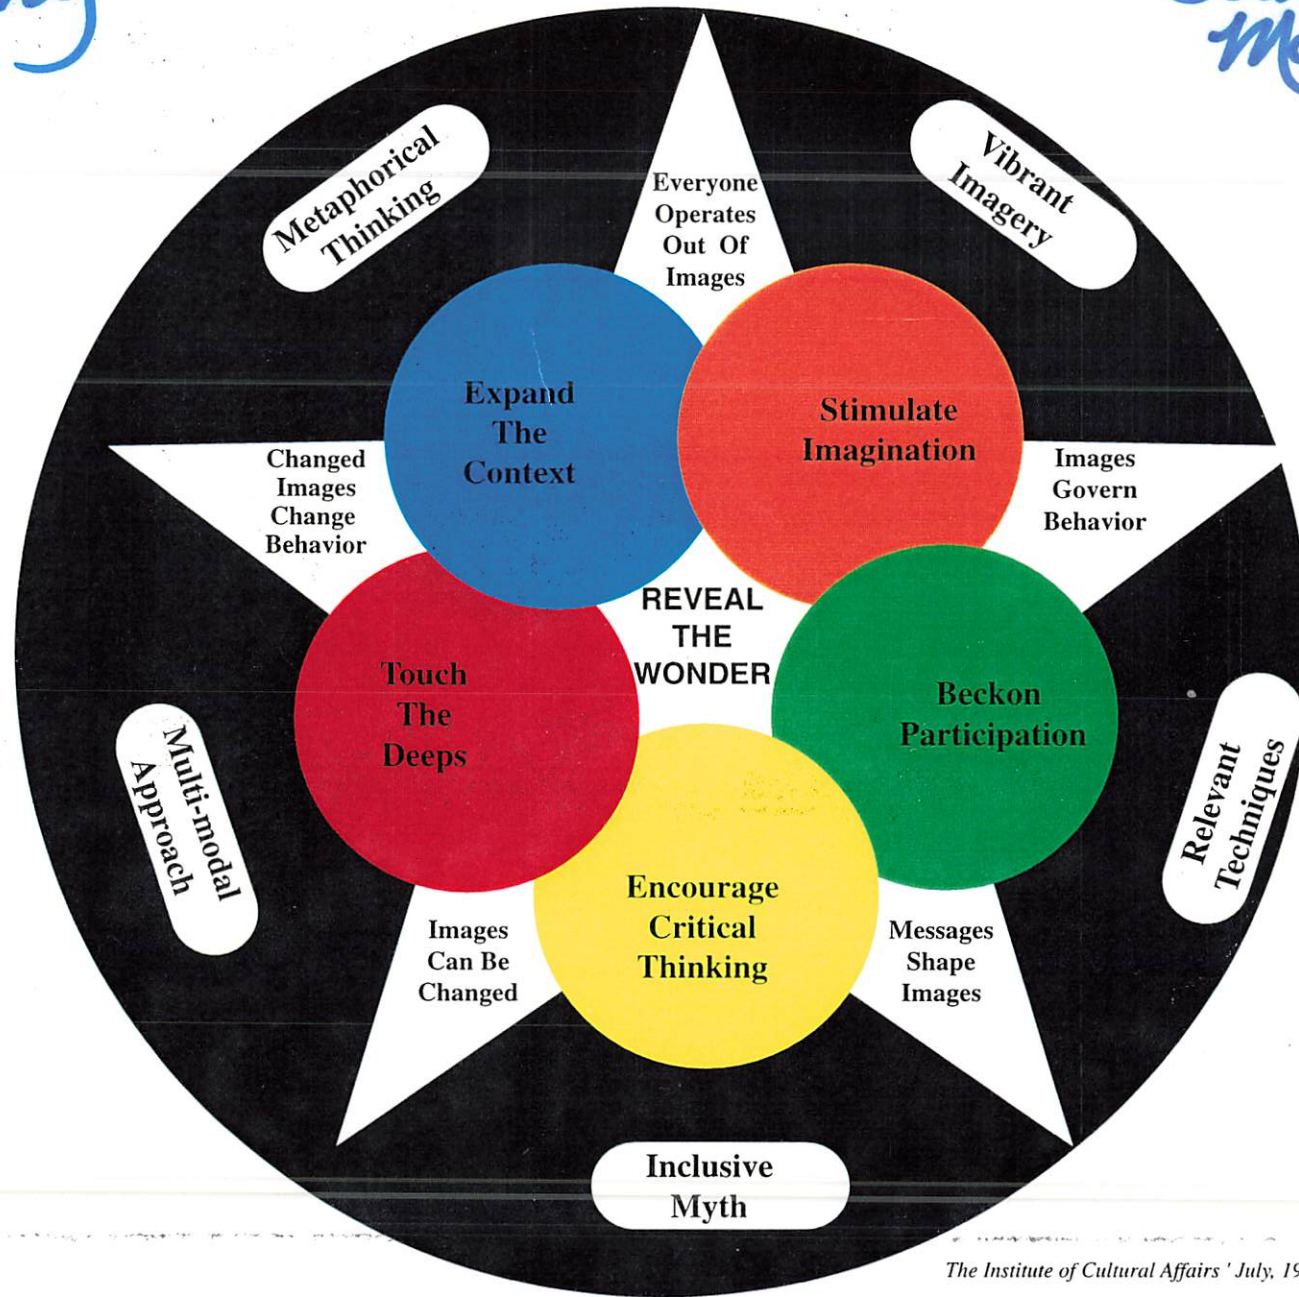 Metaphorical
Thinking
Vibrant
Imagery
Everyone
Operates
Out Of
Images
Expand
The
Context
Stimulate
Imagination
Changed
Images
Change
Behavior
Images
Govern
Behavior
REVEAL
THE
WONDER
Touch
The
Deeps
Beckon
Participation
Multi-modal
Approach
Relevant
Techniques
Encourage
Critical
Thinking
Images
Can Be
Changed
Messages
Shape
Images
Inclusive
Myth
The Institute of Cultural Affairs ' July, 19